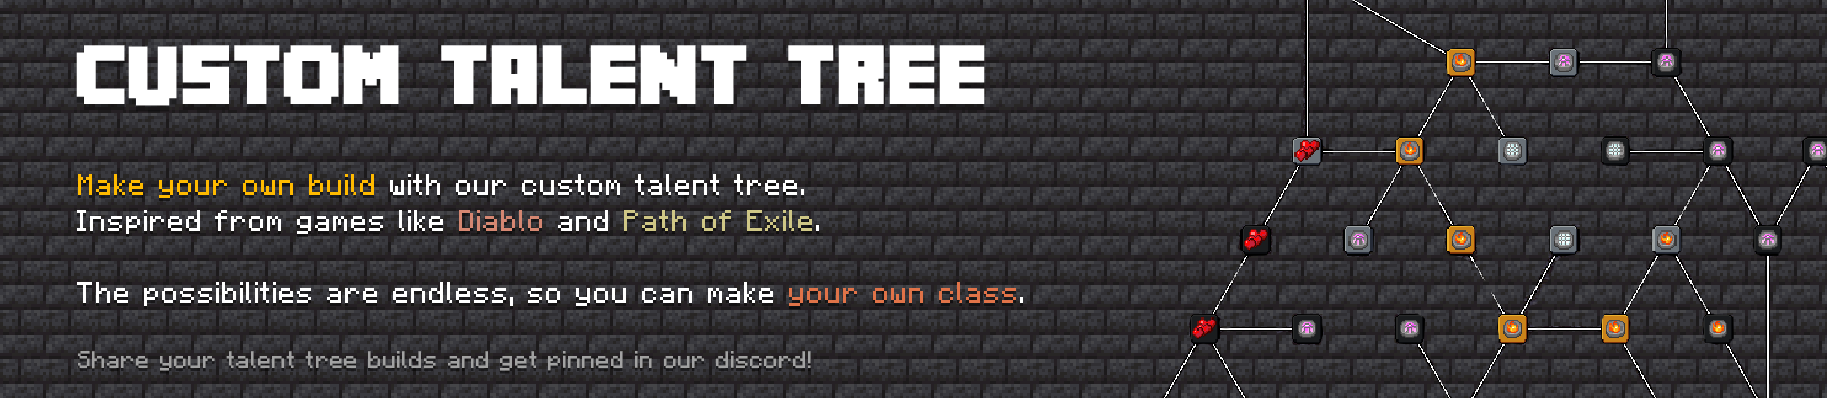 CUSTOM TALENT TREE
Make your own build with our custom talent tree.
Inspired from games like Diablo and Path of Exile.
The possibilities are endless, so you can make your own class.
Share your talent tree builds and get pinned in our discord!